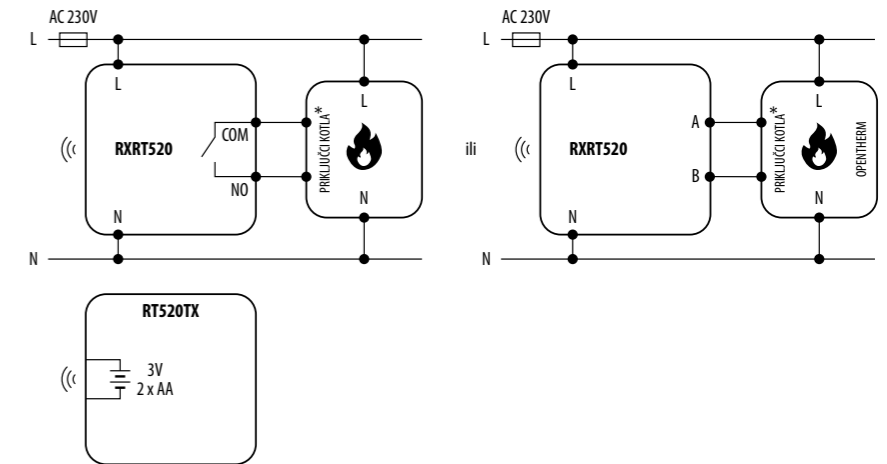 AC 230V
L
L
RXRT520
COM
NO
N
N
PRIKLJUČCI KOTLA*
L
N
ili
AC 230V
L
L
RXRT520
A
B
N
N
PRIKLJUČCI KOTLA*
L
OPENTHERM
N
RT520TX
3V
2 x AA